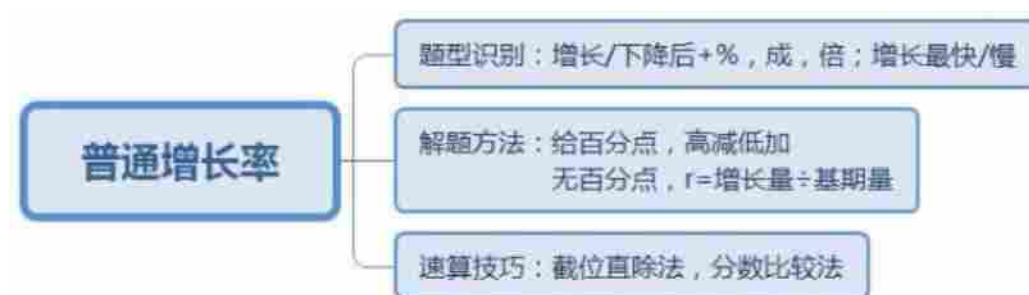 普通增长率
题型识别：增长/下降后+%，成，倍；增长最快/慢
解题方法：给百分点，高减低加
无百分点，r=增长量÷基期量
速算技巧：截位直除法，分数比较法